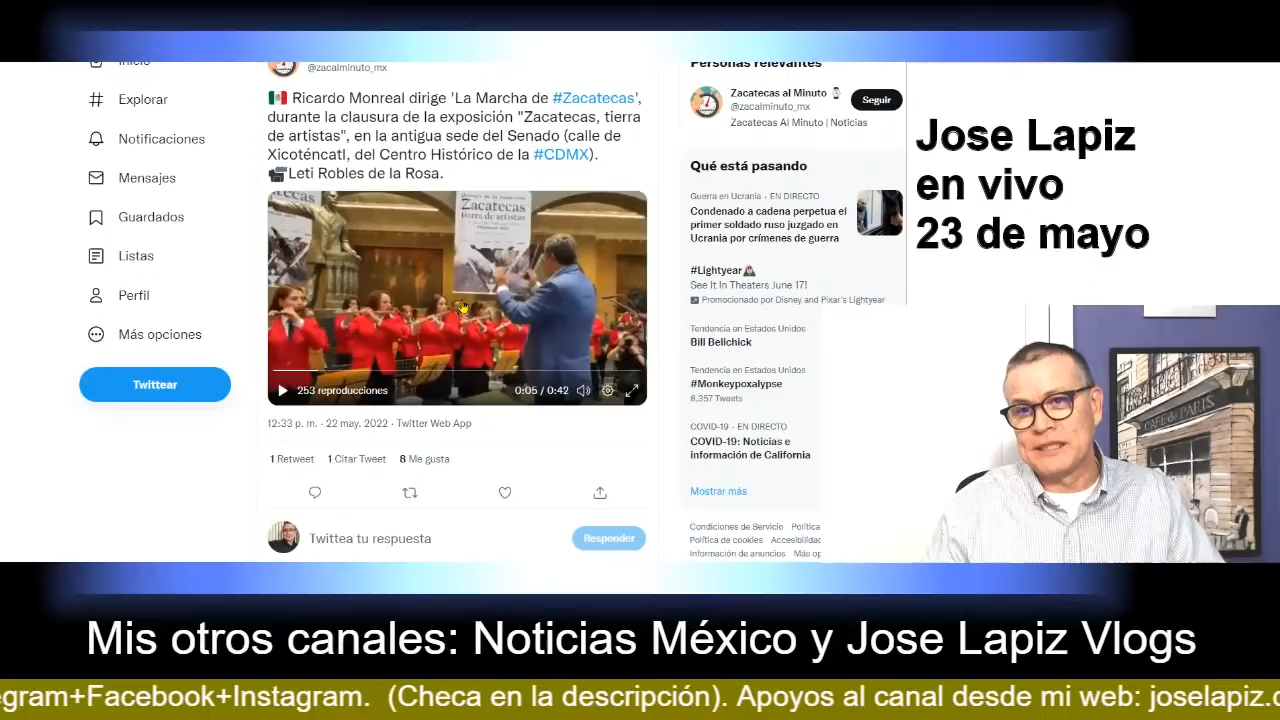 Inicio
Explorar
Notificaciones
Mensajes
Guardados
Listas
Perfil
Más opciones
Twittear
@zacalminuto_mx
Ricardo Monreal dirige 'La Marcha de #Zacatecas',
durante la clausura de la exposición "Zacatecas, tierra
de artistas", en la antigua sede del Senado (calle de
Xicoténcatl, del Centro Histórico de la #CDMX).
Leti Robles de la Rosa.
Zacatecas
tierra de artistas
253 reproducciones
0:05 / 0:42
12:33 p. m. · 22 may. 2022 · Twitter Web App
1 Retweet 1 Citar Tweet 8 Me gusta
Twittea tu respuesta
Responder
Personas relevantes
Zacatecas al Minuto
@zacalminuto_mx
Seguir
Zacatecas Al Minuto | Noticias
Qué está pasando
Guerra en Ucrania · EN DIRECTO
Condenado a cadena perpetua el
primer soldado ruso juzgado en
Ucrania por crímenes de guerra
#Lightyear
See It In Theaters June 17!
Promocionado por Disney and Pixar's Lightyear
Tendencia en Estados Unidos
Bill Belichick
Tendencia en Estados Unidos
#Monkeypoxalypse
8.357 Tweets
COVID-19 · EN DIRECTO
COVID-19: Noticias e
información de California
Mostrar más
Condiciones de Servicio Política
Política de cookies Accesibilidad
Información de anuncios Más op
Jose Lapiz
en vivo
23 de mayo
CAFE de PARIS
Mis otros canales: Noticias México y Jose Lapiz Vlogs
egram+Facebook+Instagram. (Checa en la descripción). Apoyos al canal desde mi web: joselapiz.c